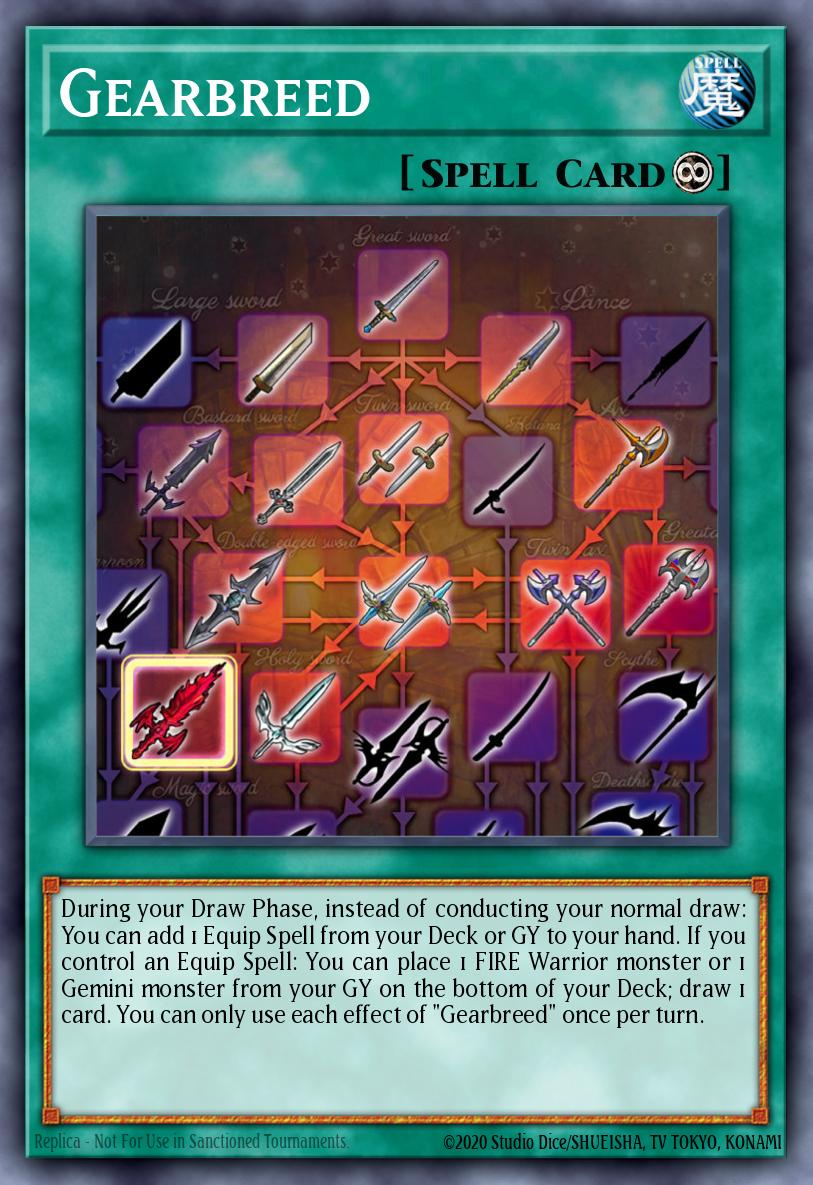 GEARBREED
SPELL
魔
[SPELL CARD]
Great sword
Large sword
Lance
Bastard sword
Twin sword
Katana
Ax
Double-edged sword
Twin ax
Holy sword
Scythe
Magic sword
During your Draw Phase, instead of conducting your normal draw:
You can add 1 Equip Spell from your Deck or GY to your hand. If you
control an Equip Spell: You can place 1 FIRE Warrior monster or 1
Gemini monster from your GY on the bottom of your Deck; draw 1
card. You can only use each effect of "Gearbreed" once per turn.
Replica - Not For Use in Sanctioned Tournaments.
©2020 Studio Dice/SHUEISHA, TV TOKYO, KONAMI